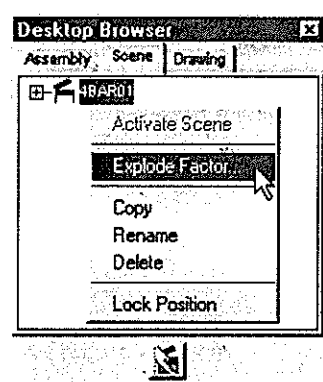 Desktop Browser
Assembly Scene Drawing
4BAR01
Activate Scene
Explode Factor...
Copy
Rename
Delete
Lock Position